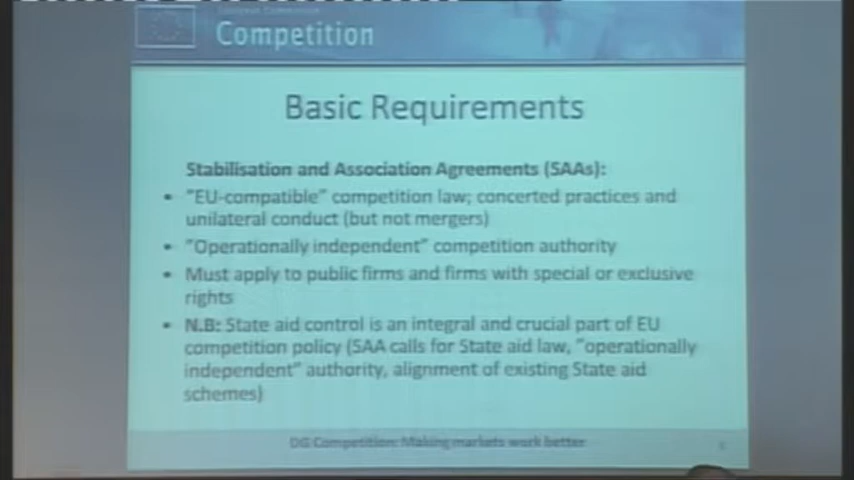 Competition
Basic Requirements
Stabilisation and Association Agreements (SAAs):
• "EU-compatible" competition law; concerted practices and
unilateral conduct (but not mergers)
• "Operationally independent" competition authority
• Must apply to public firms and firms with special or exclusive
rights
• N.B: State aid control is an integral and crucial part of EU
competition policy (SAA calls for State aid law, "operationally
independent" authority, alignment of existing State aid
schemes)
DG Competition: Making markets work better